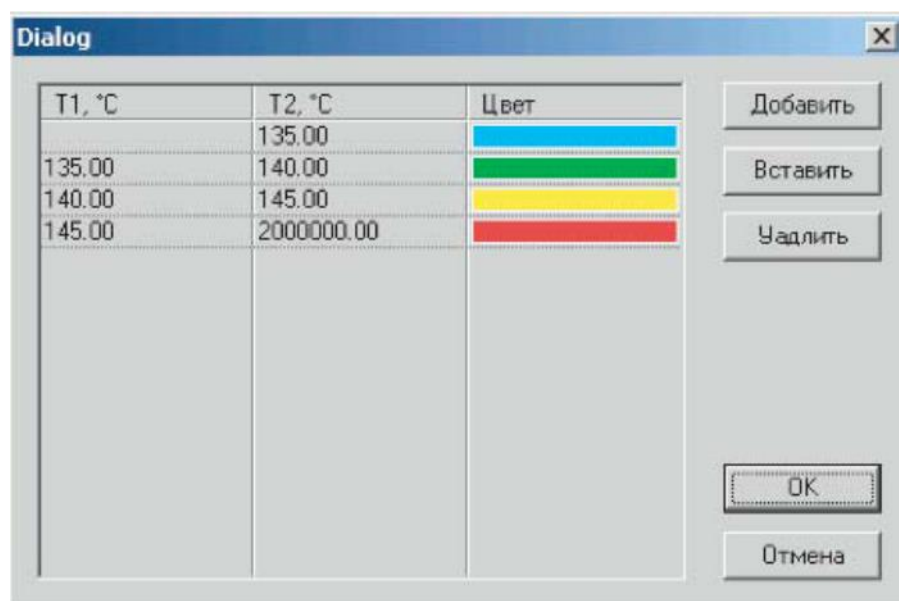 Dialog
T1, °C T2, °C Цвет
135.00
135.00 140.00
140.00 145.00
145.00 2000000.00
Добавить
Вставить
Уадлить
OK
Отмена